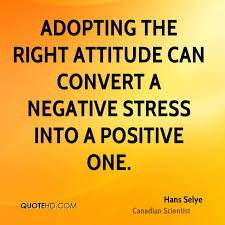 ADOPTING THE
RIGHT ATTITUDE CAN
CONVERT A
NEGATIVE STRESS
INTO A POSITIVE
ONE.
Hans Selye
Canadian Scientist
QUOTEHD.COM